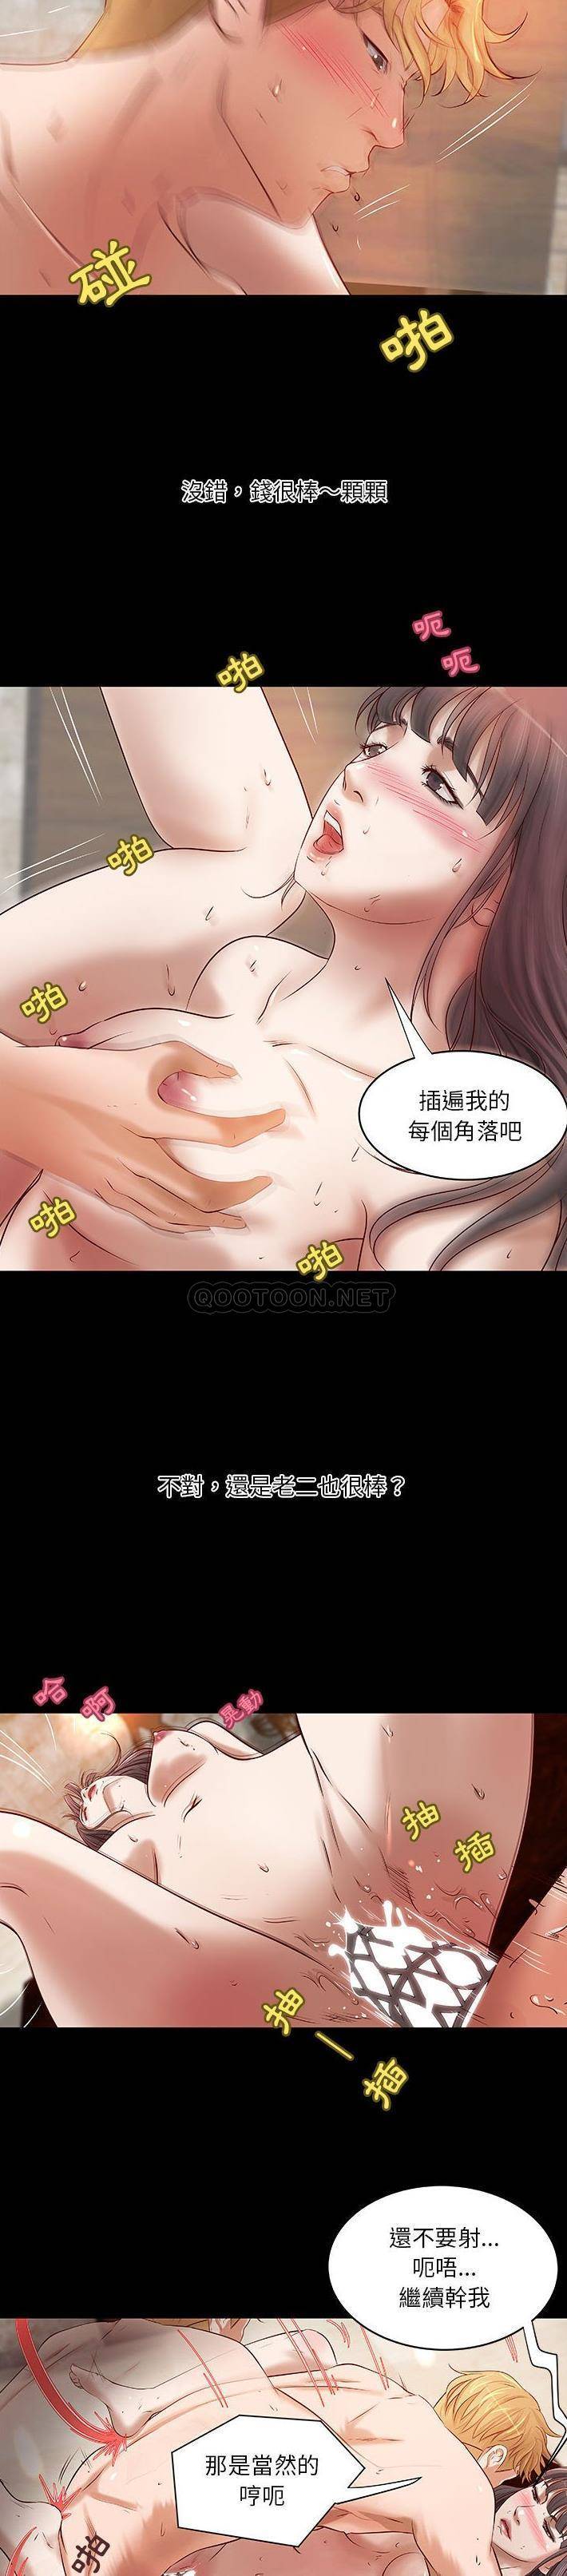 碰
啪
沒錯，錢很棒～顆顆
呃
呃
啪
啪
啪
插遍我的
每個角落吧
啪
啪
QOOTOON.NET
不對，還是老二也很棒？
哈
啊
晃動
抽
插
抽
—
插
還不要射...
呃唔...
繼續幹我
那是當然的
哼呃
啪